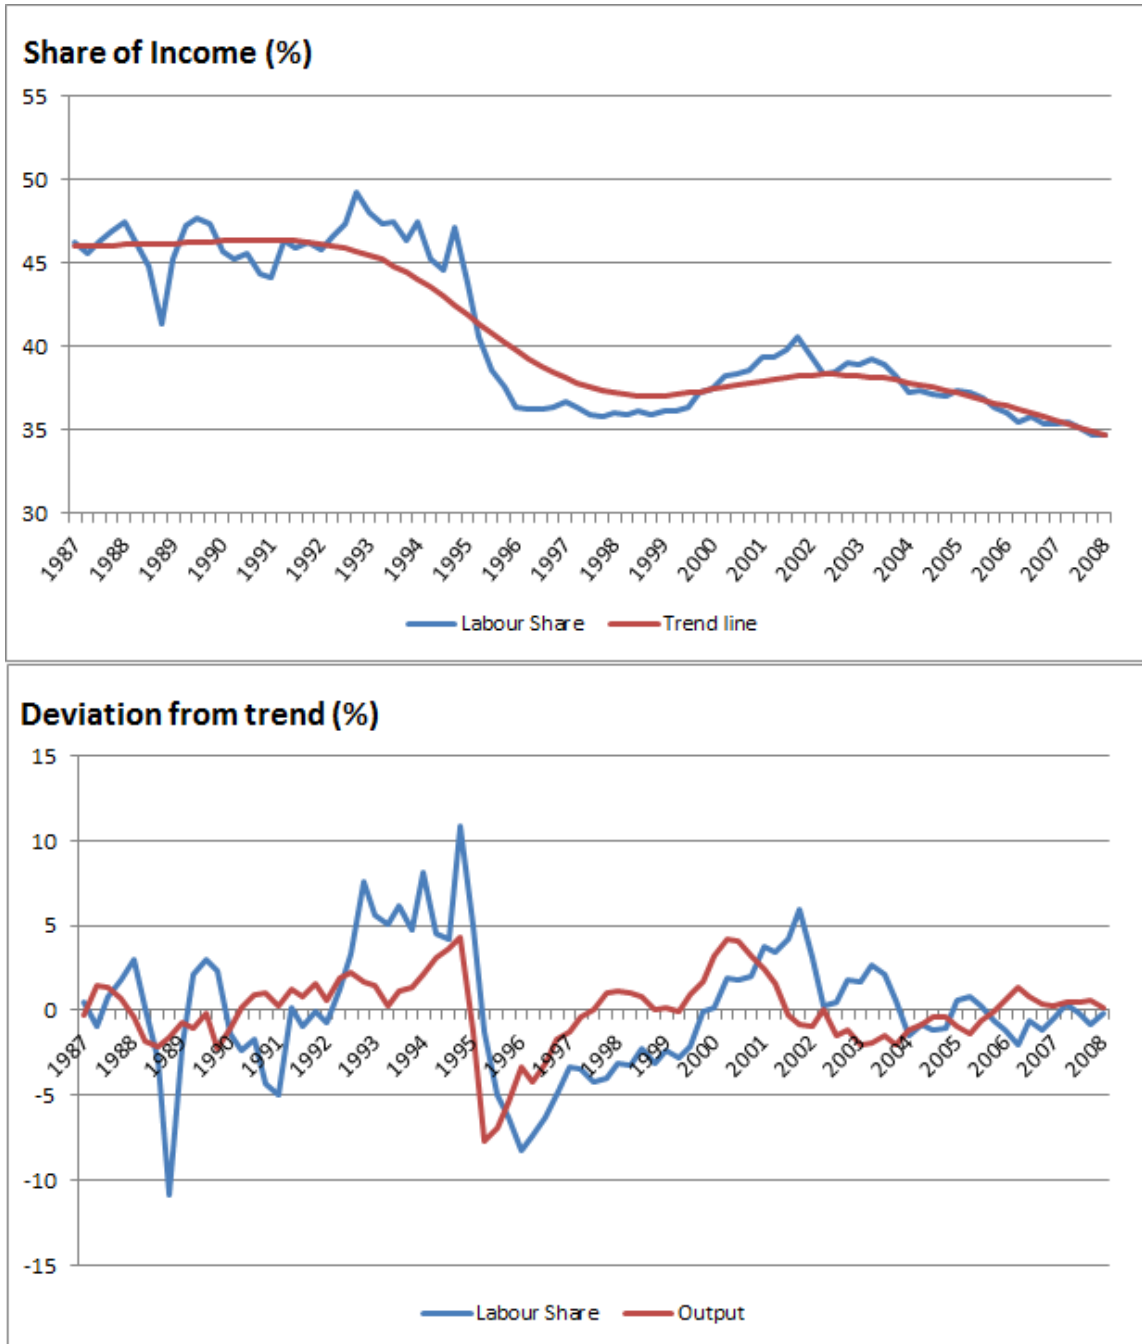 Share of Income (%)
55
50
45
40
35
30
1987 1988 1989 1990 1991 1992 1993 1994 1995 1996 1997 1998 1999 2000 2001 2002 2003 2004 2005 2006 2007 2008
Labour Share Trend line
Deviation from trend (%)
15
10
5
0
1987 1988 1989 1990 1991 1992 1993 1994 1995 1996 1997 1998 1999 2000 2001 2002 2003 2004 2005 2006 2007 2008
-5
-10
-15
Labour Share Output